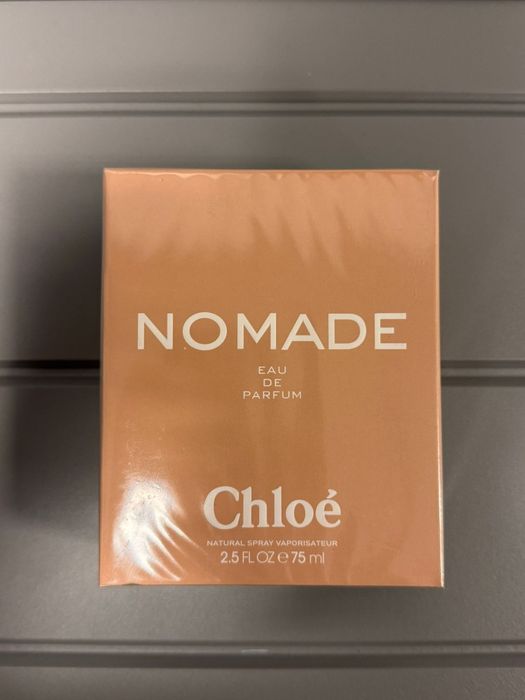 NOMADE
EAU
DE
PARFUM
Chloé
NATURAL SPRAY VAPORISATEUR
2.5 FL OZ ℮ 75 ml